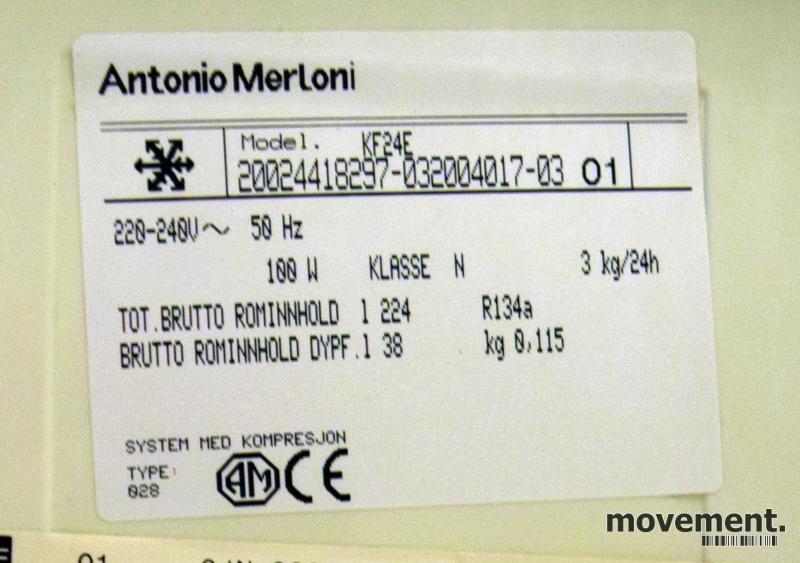 Antonio Merloni
Model. KF24E
20024418297-032004017-03 01
220-240V~ 50 Hz
100 W KLASSE N 3 kg/24h
TOT.BRUTTO ROMINNHOLD l 224 R134a
BRUTTO ROMINNHOLD DYPF.l 38 kg 0,115
SYSTEM MED KOMPRESJON
TYPE:
028
AM CE
movement.
01